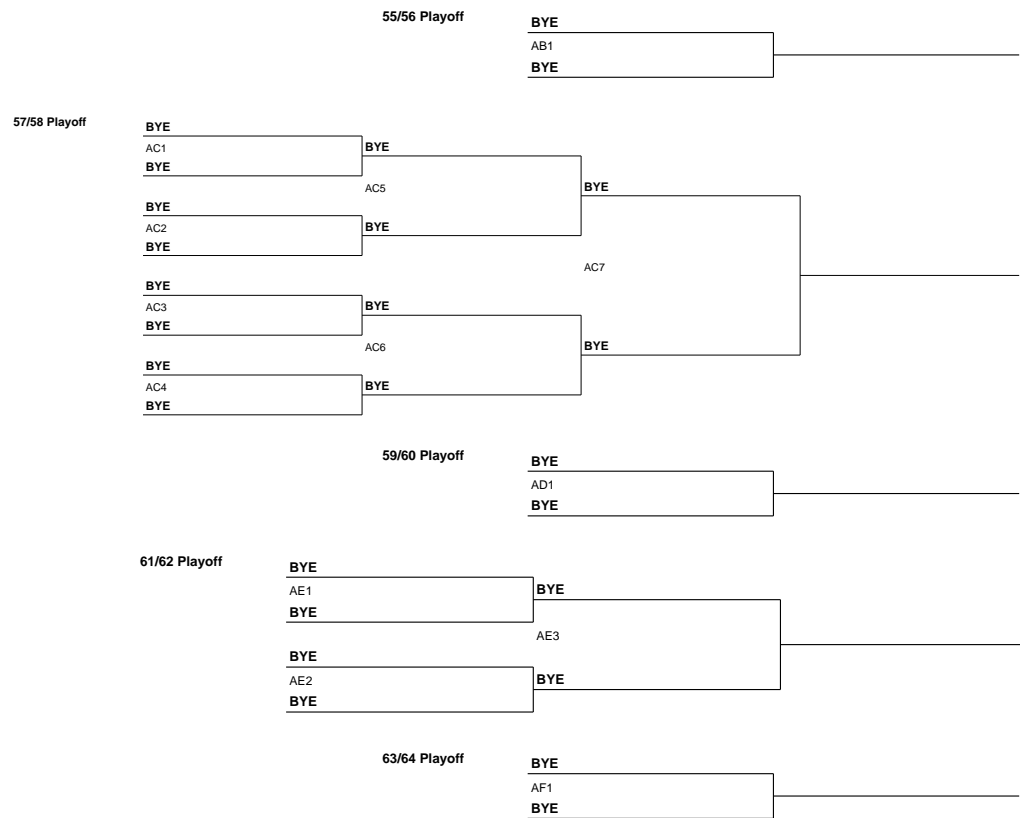 55/56 Playoff
BYE
AB1
BYE
57/58 Playoff
BYE
AC1
BYE
BYE
AC5
BYE
BYE
AC2
BYE
BYE
AC7
BYE
AC3
BYE
BYE
AC6
BYE
BYE
AC4
BYE
BYE
59/60 Playoff
BYE
AD1
BYE
61/62 Playoff
BYE
AE1
BYE
BYE
AE3
BYE
AE2
BYE
BYE
63/64 Playoff
BYE
AF1
BYE